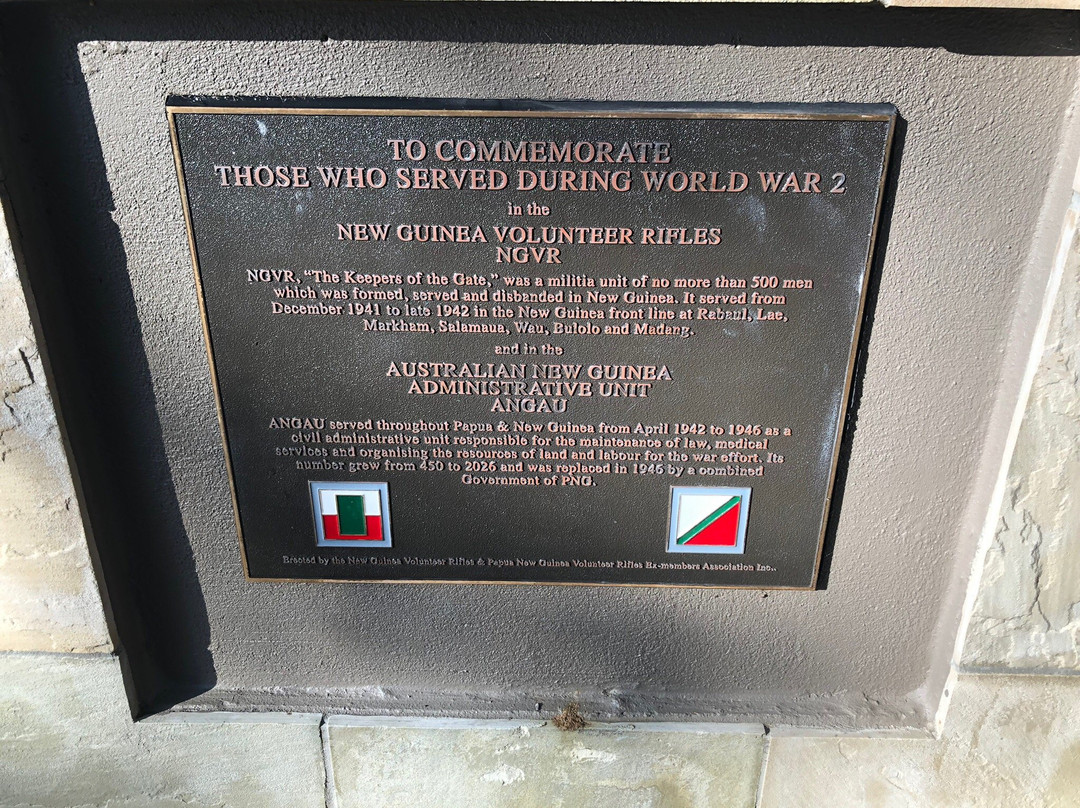 TO COMMEMORATE
THOSE WHO SERVED DURING WORLD WAR 2
in the
NEW GUINEA VOLUNTEER RIFLES
NGVR
NGVR, “The Keepers of the Gate,” was a militia unit of no more than 500 men
which was formed, served and disbanded in New Guinea. It served from
December 1941 to late 1942 in the New Guinea front line at Rabaul, Lae,
Markham, Salamaua, Wau, Bulolo and Madang.
and in the
AUSTRALIAN NEW GUINEA
ADMINISTRATIVE UNIT
ANGAU
ANGAU served throughout Papua & New Guinea from April 1942 to 1946 as a
civil administrative unit responsible for the maintenance of law, medical
services and organising the resources of land and labour for the war effort. Its
number grew from 450 to 2026 and was replaced in 1946 by a combined
Government of PNG.
Erected by the New Guinea Volunteer Rifles & Papua New Guinea Volunteer Rifles Ex-members Association Inc..